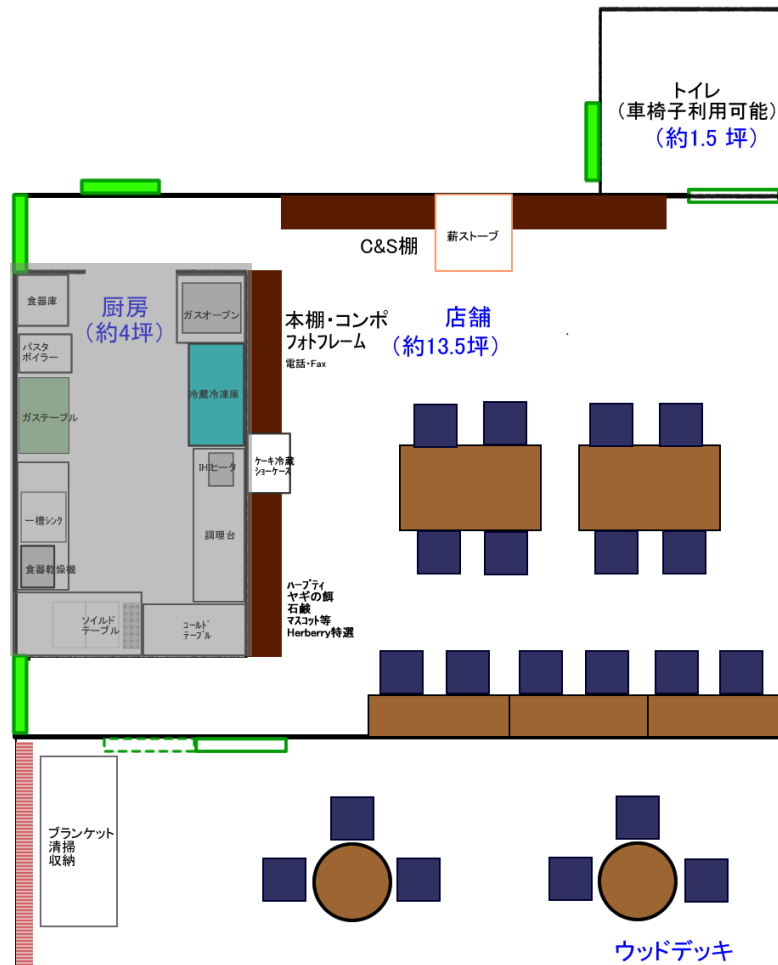 トイレ
(車椅子利用可能)
(約1.5 坪)
薪ストーブ
C&S棚
食器庫
厨房
(約4坪)
ガスオーブン
本棚・コンポ
フォトフレーム
電話・Fax
店舗
(約13.5坪)
パスタ
ボイラー
冷蔵冷凍庫
ガステーブル
ケーキ冷蔵
ショーケース
IHヒータ
一槽シンク
調理台
食器乾燥機
ソイルド
テーブル
コールド
テーブル
ハーブティ
ヤギの餌
石鹸
マスコット等
Herberry特選
ブランケット
清掃
収納
ウッドデッキ